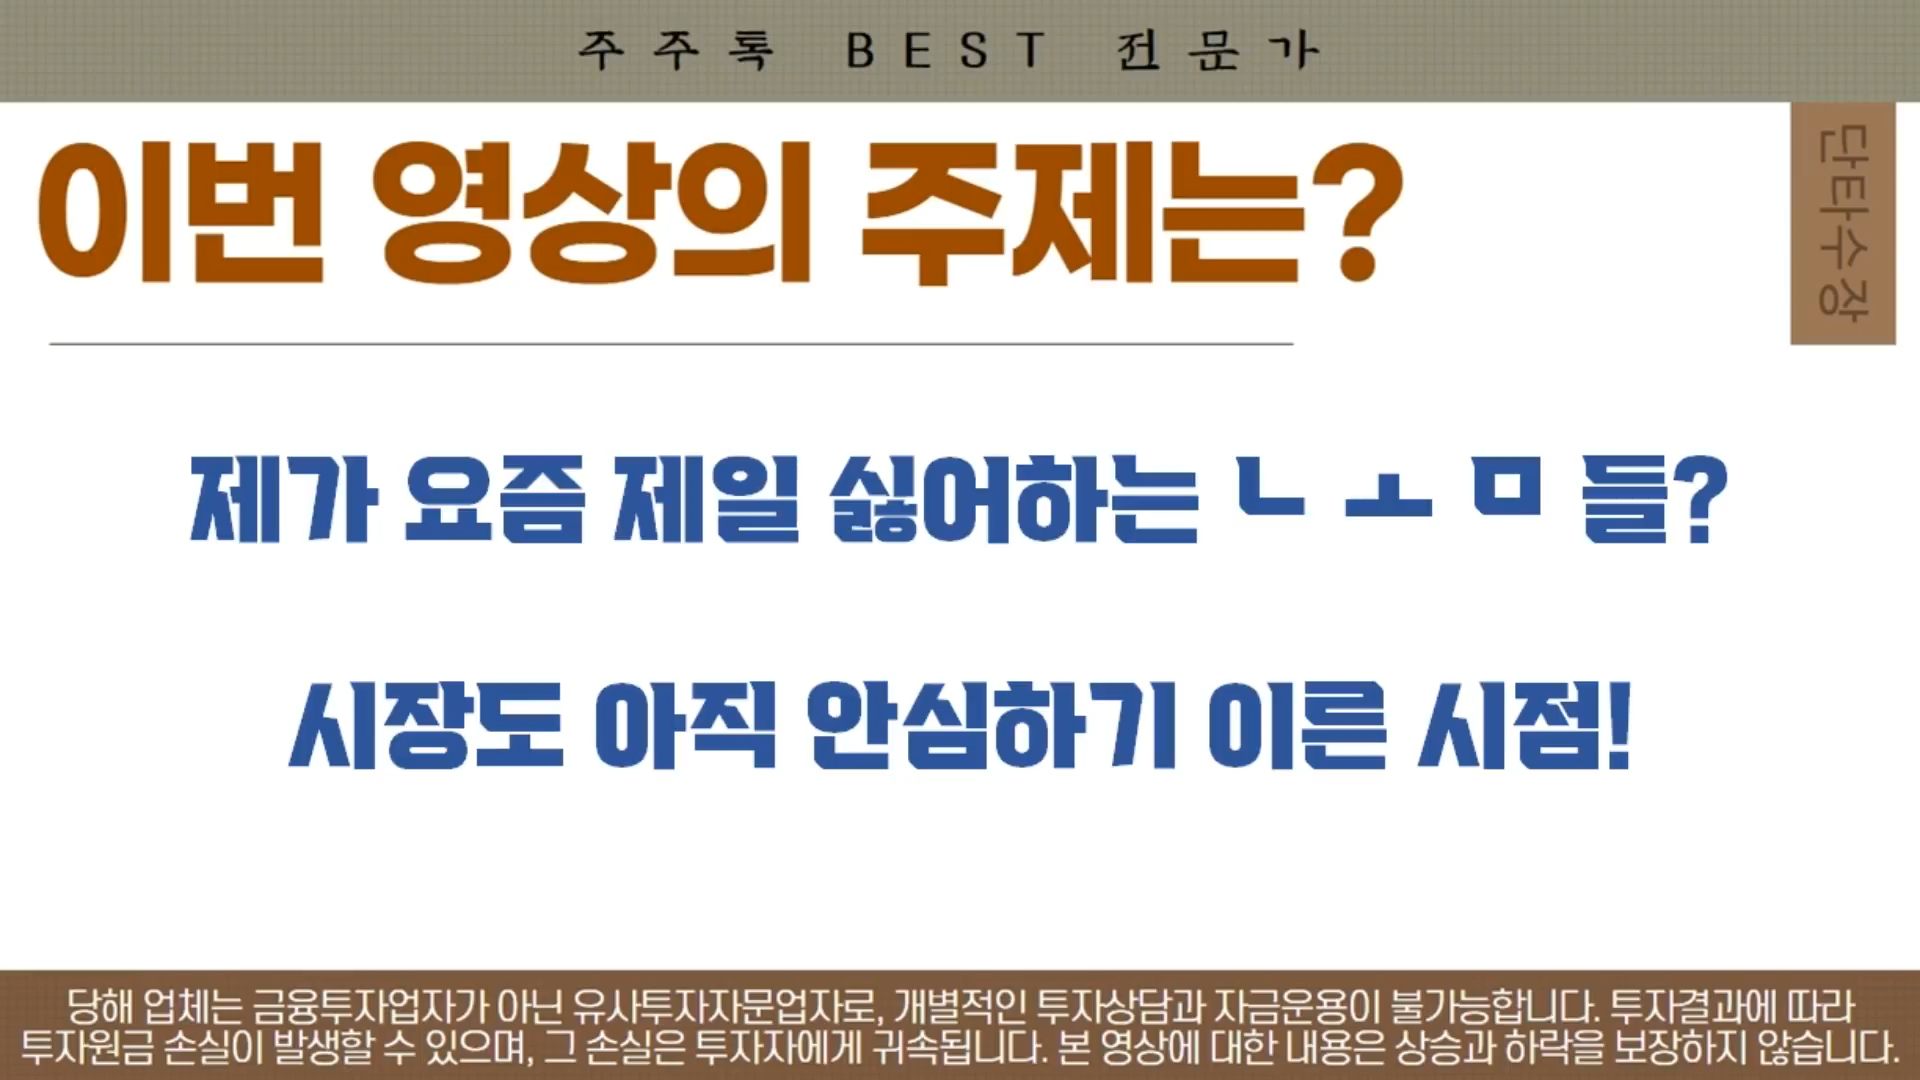 주주톡 BEST 전문가
이번 영상의 주제는?
단타수장
제가 요즘 제일 싫어하는 ㄴㅗㅁ들?
시장도 아직 안심하기 이른 시점!
당해 업체는 금융투자업자가 아닌 유사투자자문업자로, 개별적인 투자상담과 자금운용이 불가능합니다. 투자결과에 따라
투자원금 손실이 발생할 수 있으며, 그 손실은 투자자에게 귀속됩니다. 본 영상에 대한 내용은 상승과 하락을 보장하지 않습니다.